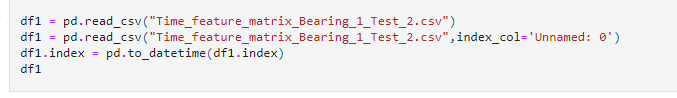 df1 = pd.read_csv("Time_feature_matrix_Bearing_1_Test_2.csv")
df1 = pd.read_csv("Time_feature_matrix_Bearing_1_Test_2.csv",index_col='Unnamed: 0')
df1.index = pd.to_datetime(df1.index)
df1